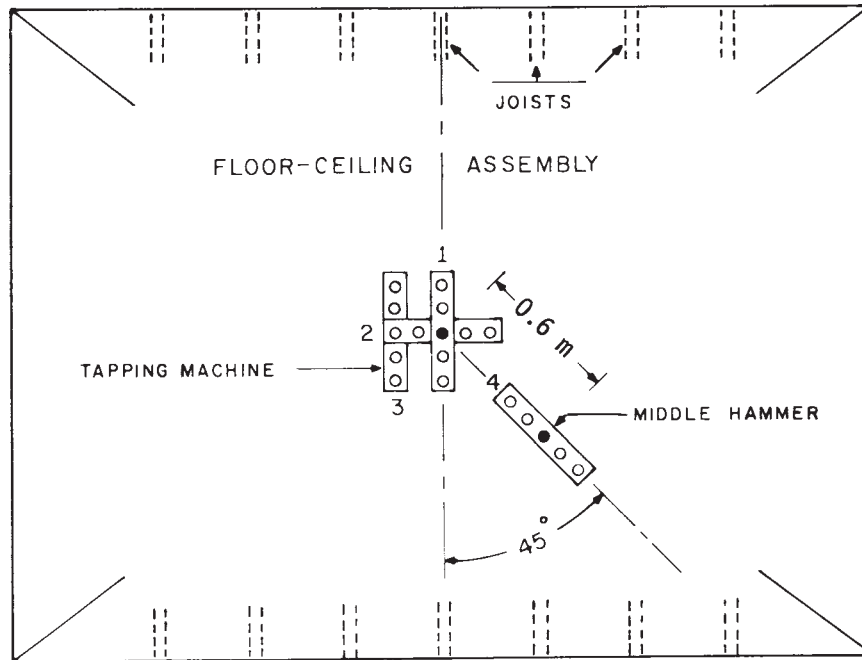 JOISTS
FLOOR-CEILING ASSEMBLY
1
0.6 m
2
TAPPING MACHINE
4
3
MIDDLE HAMMER
45°